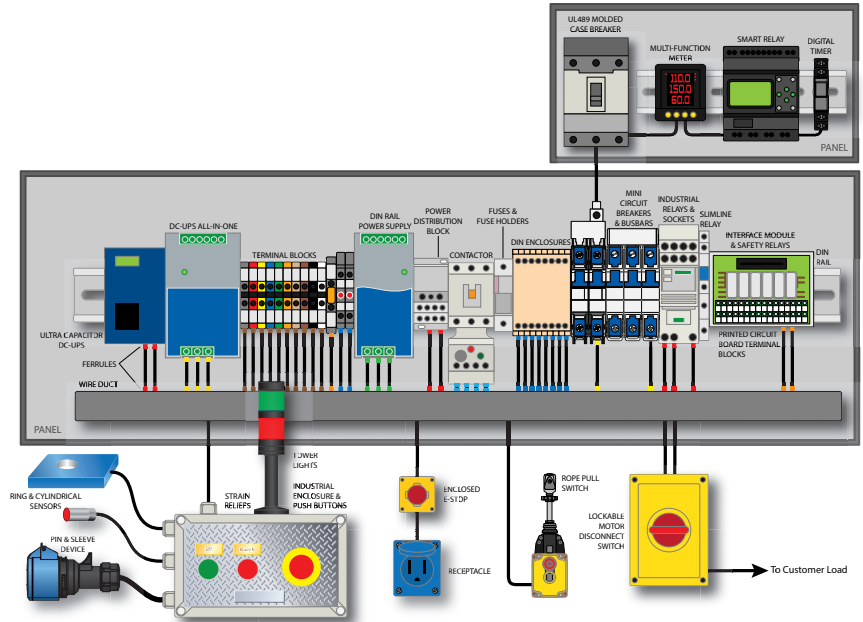 UL489 MOLDED
CASE BREAKER
MULTI-FUNCTION
METER
SMART RELAY
DIGITAL
TIMER
110.0
150.0
60.0
PANEL
DC-UPS ALL-IN-ONE
TERMINAL BLOCKS
DIN RAIL
POWER SUPPLY
POWER
DISTRIBUTION
BLOCK
CONTACTOR
FUSES &
FUSE HOLDERS
DIN ENCLOSURES
MINI
CIRCUIT
BREAKERS
& BUSBARS
INDUSTRIAL
RELAYS &
SOCKETS
SLIMLINE
RELAY
INTERFACE MODULE
& SAFETY RELAYS
DIN
RAIL
ULTRA CAPACITOR
DC-UPS
FERRULES
WIRE DUCT
PRINTED CIRCUIT
BOARD TERMINAL
BLOCKS
PANEL
TOWER
LIGHTS
RING & CYLINDRICAL
SENSORS
STRAIN
RELIEFS
INDUSTRIAL
ENCLOSURE &
PUSH BUTTONS
PIN & SLEEVE
DEVICE
ENCLOSED
E-STOP
RECEPTACLE
ROPE PULL
SWITCH
LOCKABLE
MOTOR
DISCONNECT
SWITCH
To Customer Load